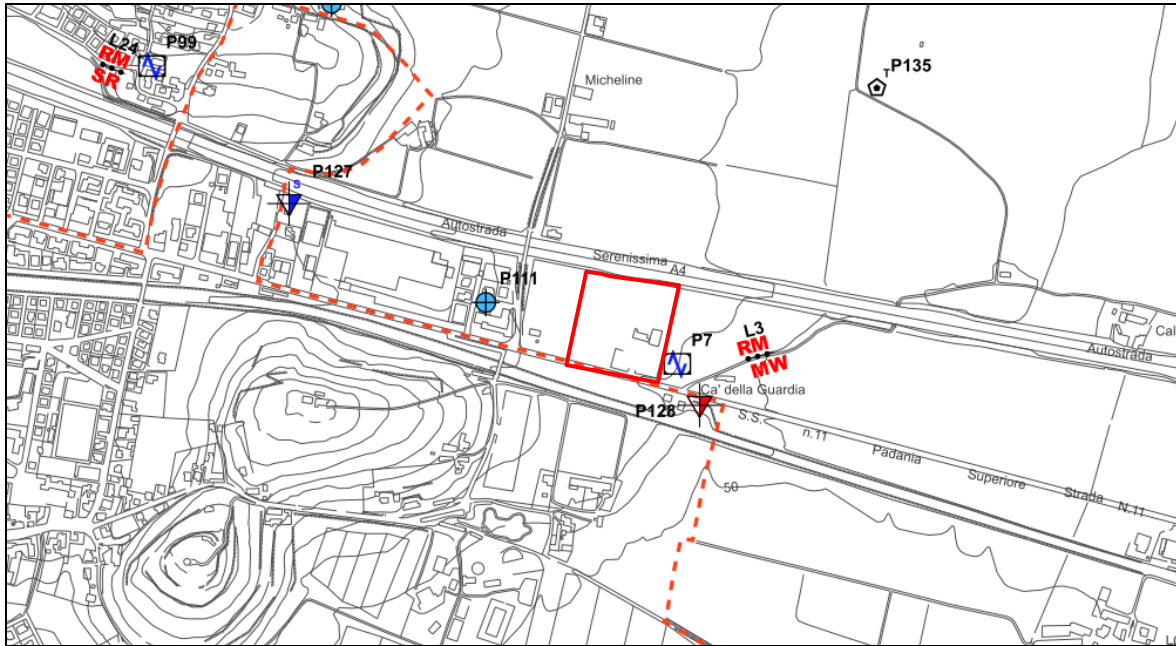 L24
P99
RM
SR
Micheline
T P135
P127
s
Autostrada
Serenissima
A4
P111
P7
L3
RM
MW
Cal
Autostrada
Ca' della Guardia
P128
S.S.
n.11
Padania
Superiore
Strada
N.11
50